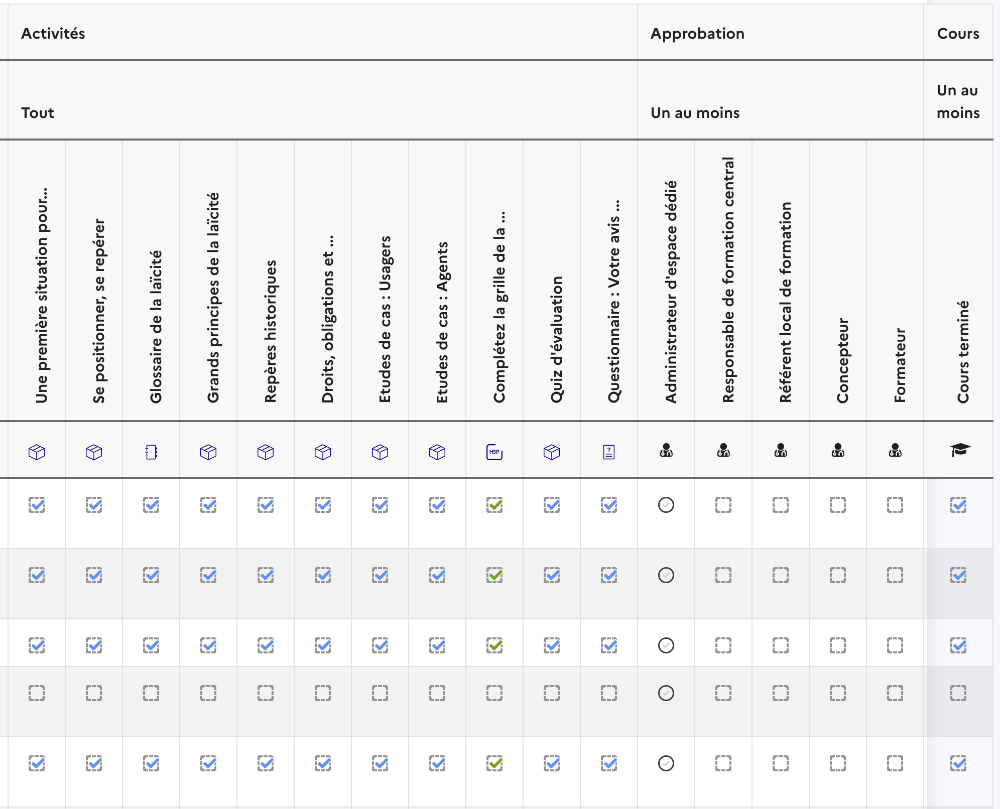 Activités
Approbation
Cours
Tout
Un au moins
Un au
moins
Une première situation pour...
Se positionner, se repérer
Glossaire de la laïcité
Grands principes de la laïcité
Repères historiques
Droits, obligations et ...
Etudes de cas : Usagers
Etudes de cas : Agents
Complétez la grille de la ...
Quiz d'évaluation
Questionnaire : Votre avis ...
Administrateur d'espace dédié
Responsable de formation central
Référent local de formation
Concepteur
Formateur
Cours terminé
H5P
?